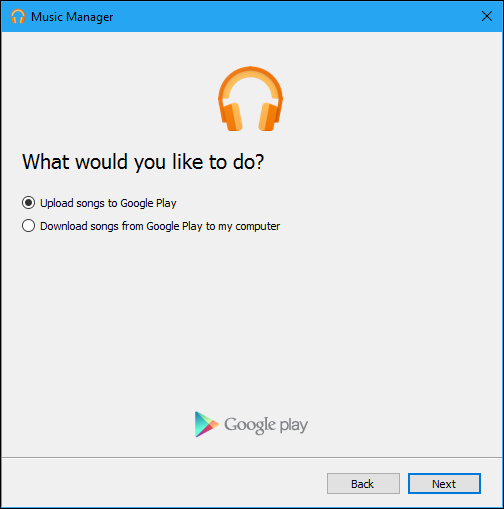 Music Manager
What would you like to do?
Upload songs to Google Play
Download songs from Google Play to my computer
Google play
Back
Next